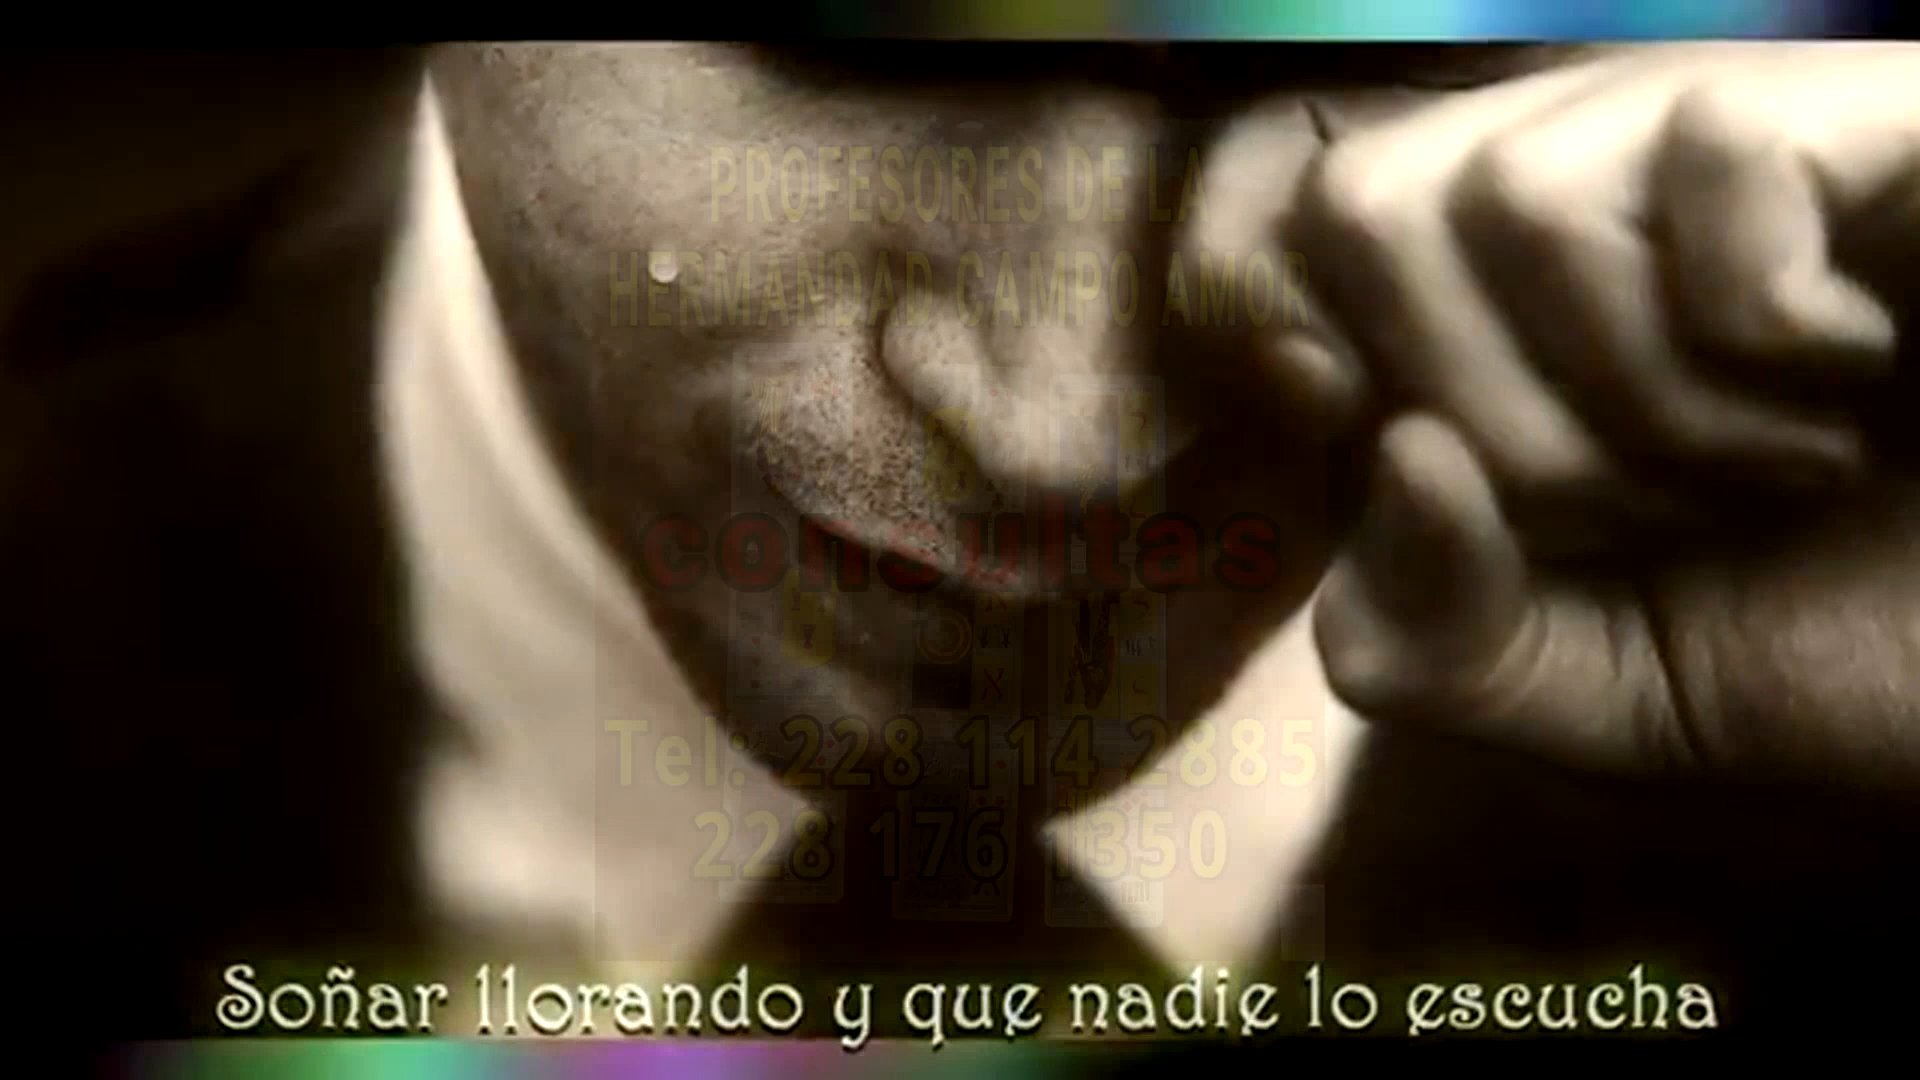 PROFESORES DE LA
HERMANDAD CAMPO AMOR
consultas
Tel: 228 114 2885
228 176 1350
Soñar llorando y que nadie lo escucha